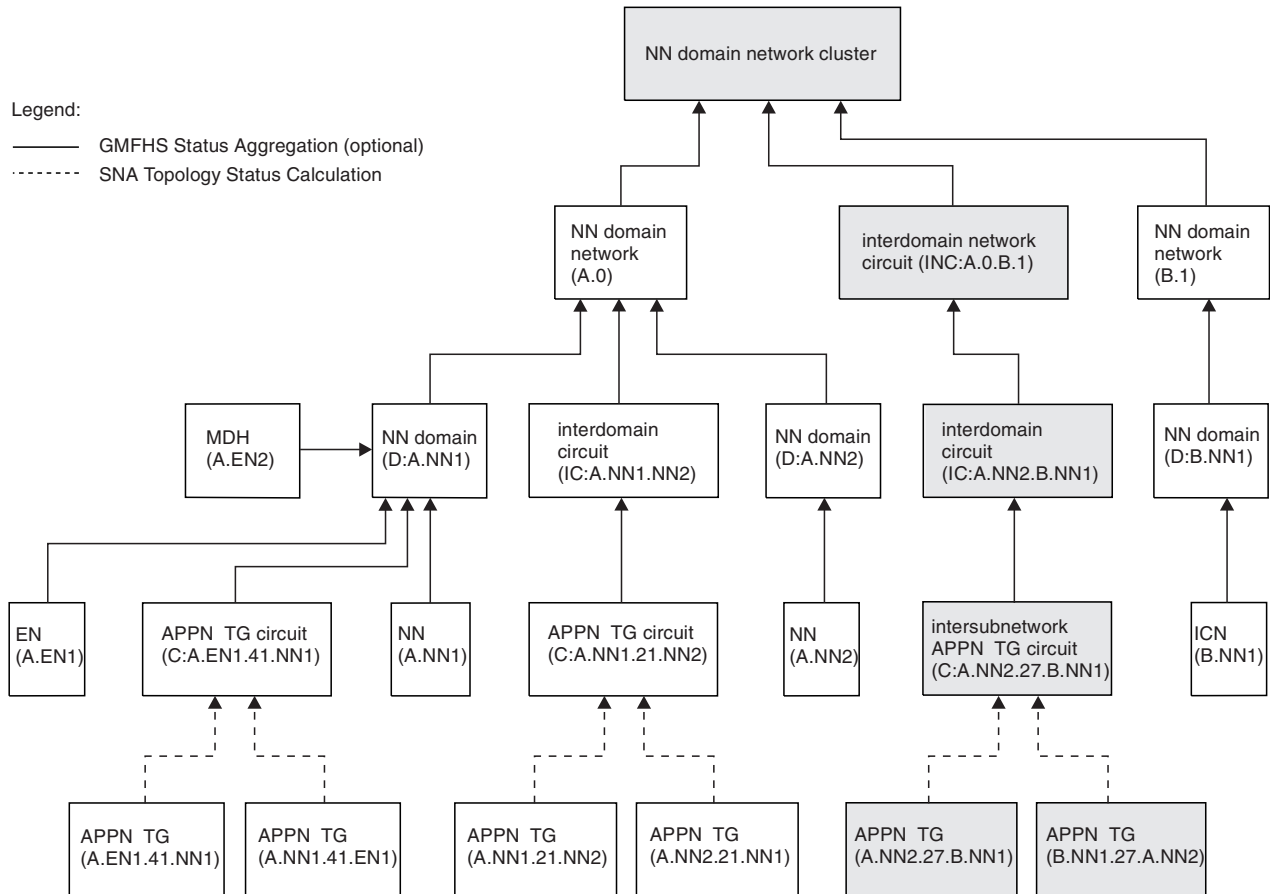 NN domain network cluster
Legend:
GMFHS Status Aggregation (optional)
SNA Topology Status Calculation
NN domain
network
(A.0)
interdomain network
circuit (INC:A.0.B.1)
NN domain
network
(B.1)
MDH
(A.EN2)
NN domain
(D:A.NN1)
interdomain
circuit
(IC:A.NN1.NN2)
NN domain
(D:A.NN2)
interdomain
circuit
(IC:A.NN2.B.NN1)
NN domain
(D:B.NN1)
EN
(A.EN1)
APPN TG circuit
(C:A.EN1.41.NN1)
NN
(A.NN1)
APPN TG circuit
(C:A.NN1.21.NN2)
NN
(A.NN2)
intersubnetwork
APPN TG circuit
(C:A.NN2.27.B.NN1)
ICN
(B.NN1)
APPN TG
(A.EN1.41.NN1)
APPN TG
(A.NN1.41.EN1)
APPN TG
(A.NN1.21.NN2)
APPN TG
(A.NN2.21.NN1)
APPN TG
(A.NN2.27.B.NN1)
APPN TG
(B.NN1.27.A.NN2)